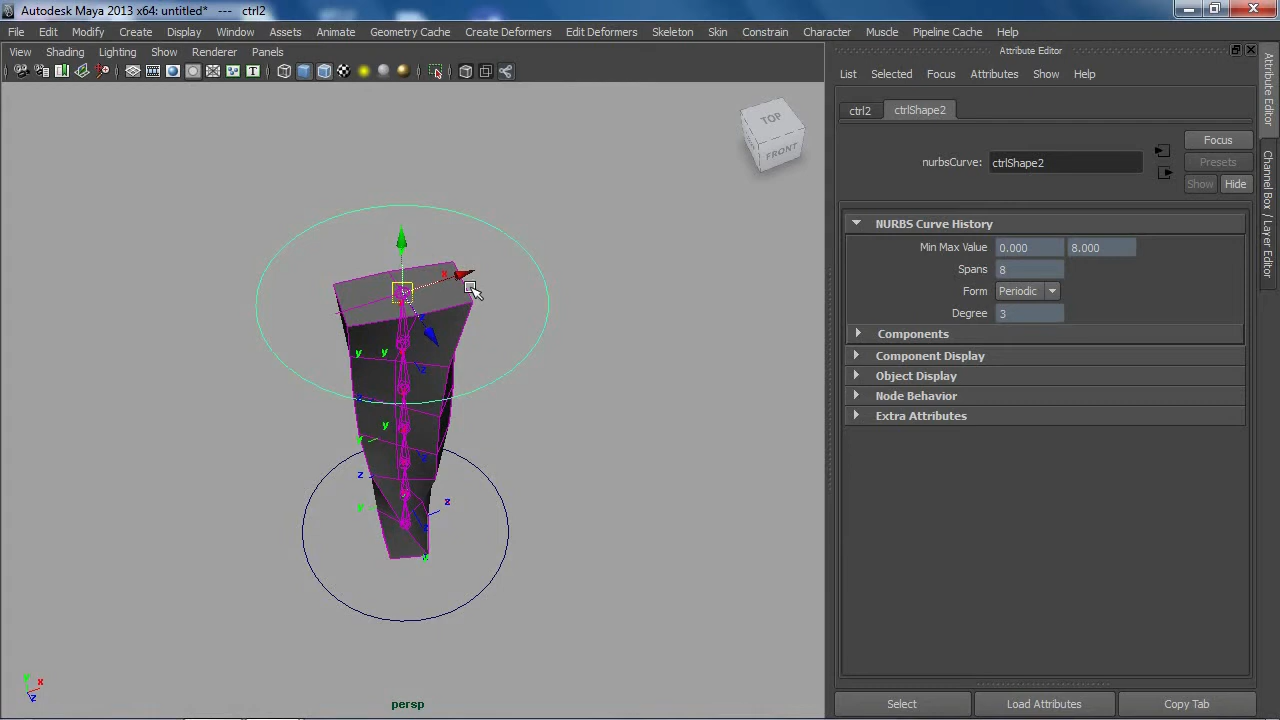 Autodesk Maya 2013 x64: untitled* --- ctrl2
File Edit Modify Create Display Window Assets Animate Geometry Cache Create Deformers Edit Deformers Skeleton Skin Constrain Character Muscle Pipeline Cache Help
View Shading Lighting Show Renderer Panels
Attribute Editor
List Selected Focus Attributes Show Help
ctrl2 ctrlShape2
Focus
nurbsCurve: ctrlShape2
Presets
Show Hide
NURBS Curve History
Min Max Value 0.000 8.000
Spans 8
Form Periodic
Degree 3
Components
Component Display
Object Display
Node Behavior
Extra Attributes
Select Load Attributes Copy Tab
Attribute Editor
Channel Box / Layer Editor
TOP
FRONT
x
z
y y
z
z
y
y
z
z
z
y
z
y
x
z
persp